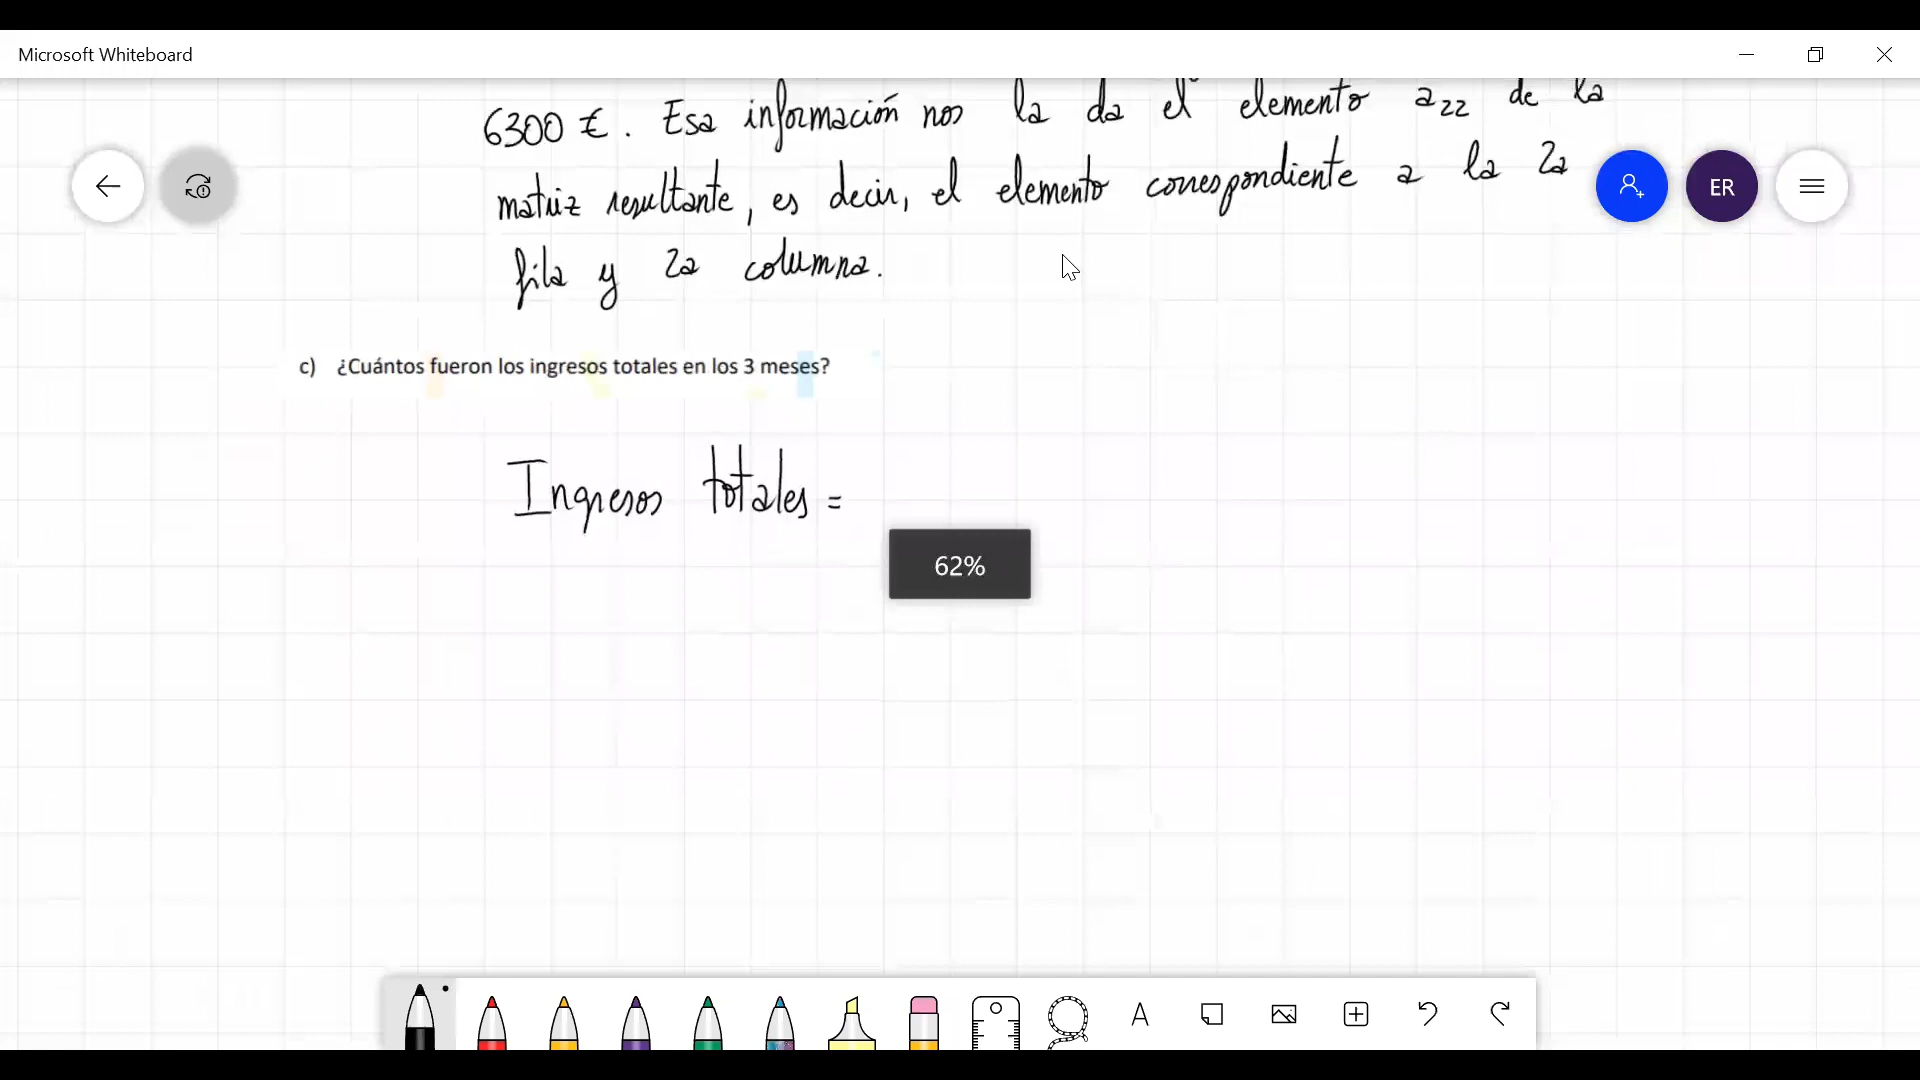 Microsoft Whiteboard
6300 €. Esa información nos la da el elemento a22 de la
matriz resultante, es decir, el elemento correspondiente a la 2a
fila y 2a columna.
ER
c) ¿Cuántos fueron los ingresos totales en los 3 meses?
Ingresos totales =
62%